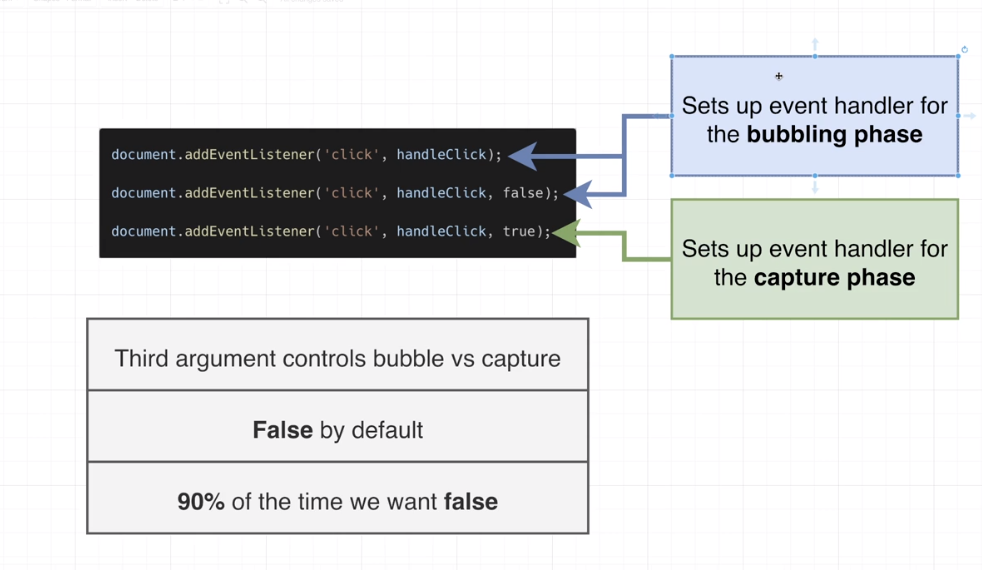 Sets up event handler for
the bubbling phase
document.addEventListener('click', handleClick);
document.addEventListener('click', handleClick, false);
document.addEventListener('click', handleClick, true);
Sets up event handler for
the capture phase
Third argument controls bubble vs capture
False by default
90% of the time we want false